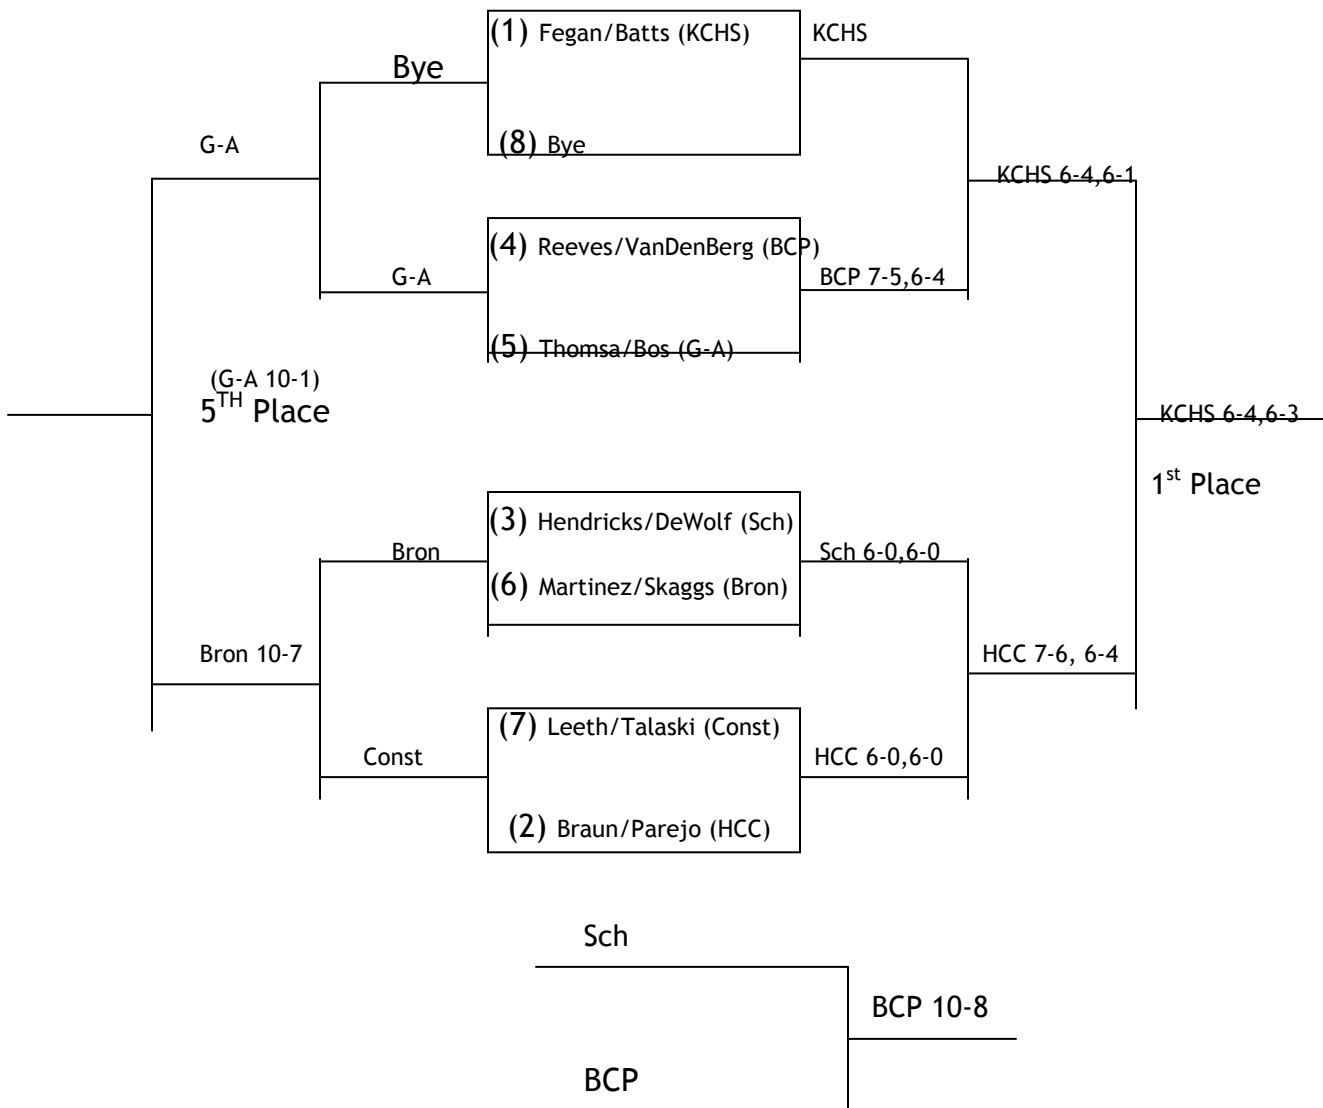 (1) Fegan/Batts (KCHS)
KCHS
Bye
G-A
(8) Bye
KCHS 6-4,6-1
(4) Reeves/VanDenBerg (BCP)
G-A
BCP 7-5,6-4
(5) Thomsa/Bos (G-A)
(G-A 10-1)
5TH Place
KCHS 6-4,6-3
1st Place
(3) Hendricks/DeWolf (Sch)
Bron
Sch 6-0,6-0
(6) Martinez/Skaggs (Bron)
Bron 10-7
HCC 7-6, 6-4
(7) Leeth/Talaski (Const)
Const
HCC 6-0,6-0
(2) Braun/Parejo (HCC)
Sch
BCP 10-8
BCP